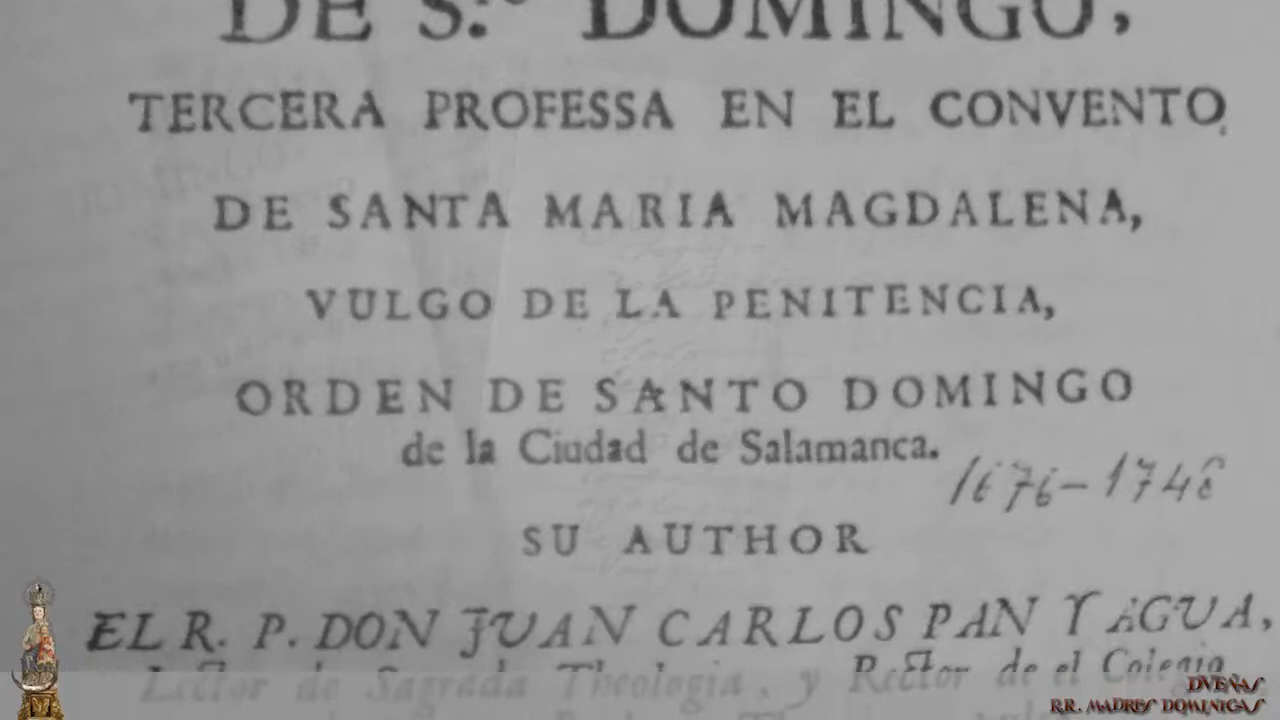 DE S.ta DOMINGO,
TERCERA PROFESSA EN EL CONVENTO
DE SANTA MARIA MAGDALENA,
VULGO DE LA PENITENCIA,
ORDEN DE SANTO DOMINGO
de la Ciudad de Salamanca.
1676-1748
SU AUTHOR
EL R. P. DON JUAN CARLOS PAN Y AGUA,
Lector de Sagrada Theologia, y Rector de el Colegio
DVEÑAS
R.R. MADRES DOMINICAS